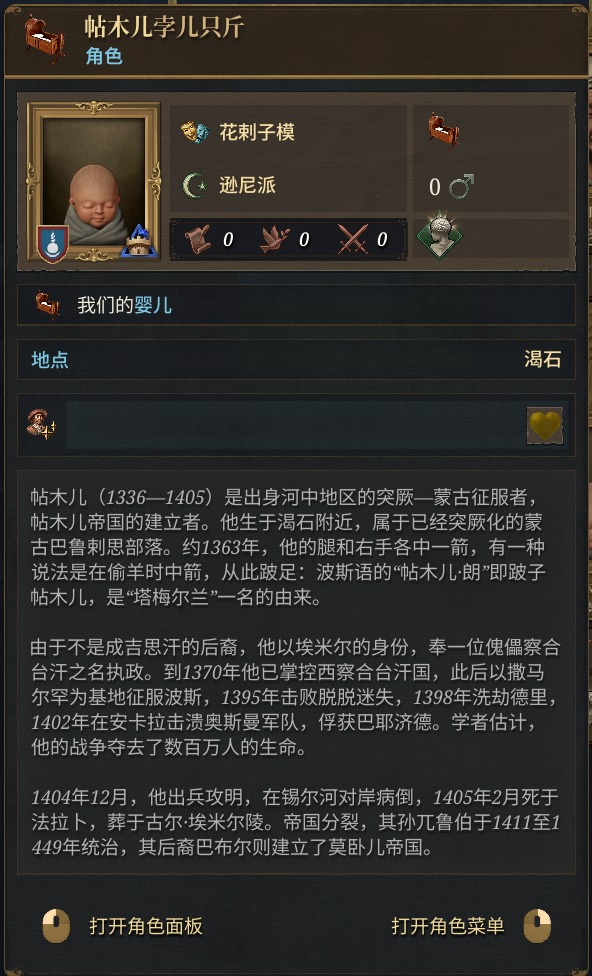 帖木儿孛儿只斤
角色
花剌子模
逊尼派
0
0
0
0
我们的婴儿
地点
渴石
帖木儿（1336—1405）是出身河中地区的突厥—蒙古征服者，
帖木儿帝国的建立者。他生于渴石附近，属于已经突厥化的蒙
古巴鲁剌思部落。约1363年，他的腿和右手各中一箭，有一种
说法是在偷羊时中箭，从此跛足：波斯语的“帖木儿·朗”即跛子
帖木儿，是“塔梅尔兰”一名的由来。
由于不是成吉思汗的后裔，他以埃米尔的身份，奉一位傀儡察合
台汗之名执政。到1370年他已掌控西察合台汗国，此后以撒马
尔罕为基地征服波斯，1395年击败脱脱迷失，1398年洗劫德里，
1402年在安卡拉击溃奥斯曼军队，俘获巴耶济德。学者估计，
他的战争夺去了数百万人的生命。
1404年12月，他出兵攻明，在锡尔河对岸病倒，1405年2月死于
法拉卜，葬于古尔·埃米尔陵。帝国分裂，其孙兀鲁伯于1411至1
449年统治，其后裔巴布尔则建立了莫卧儿帝国。
打开角色面板
打开角色菜单